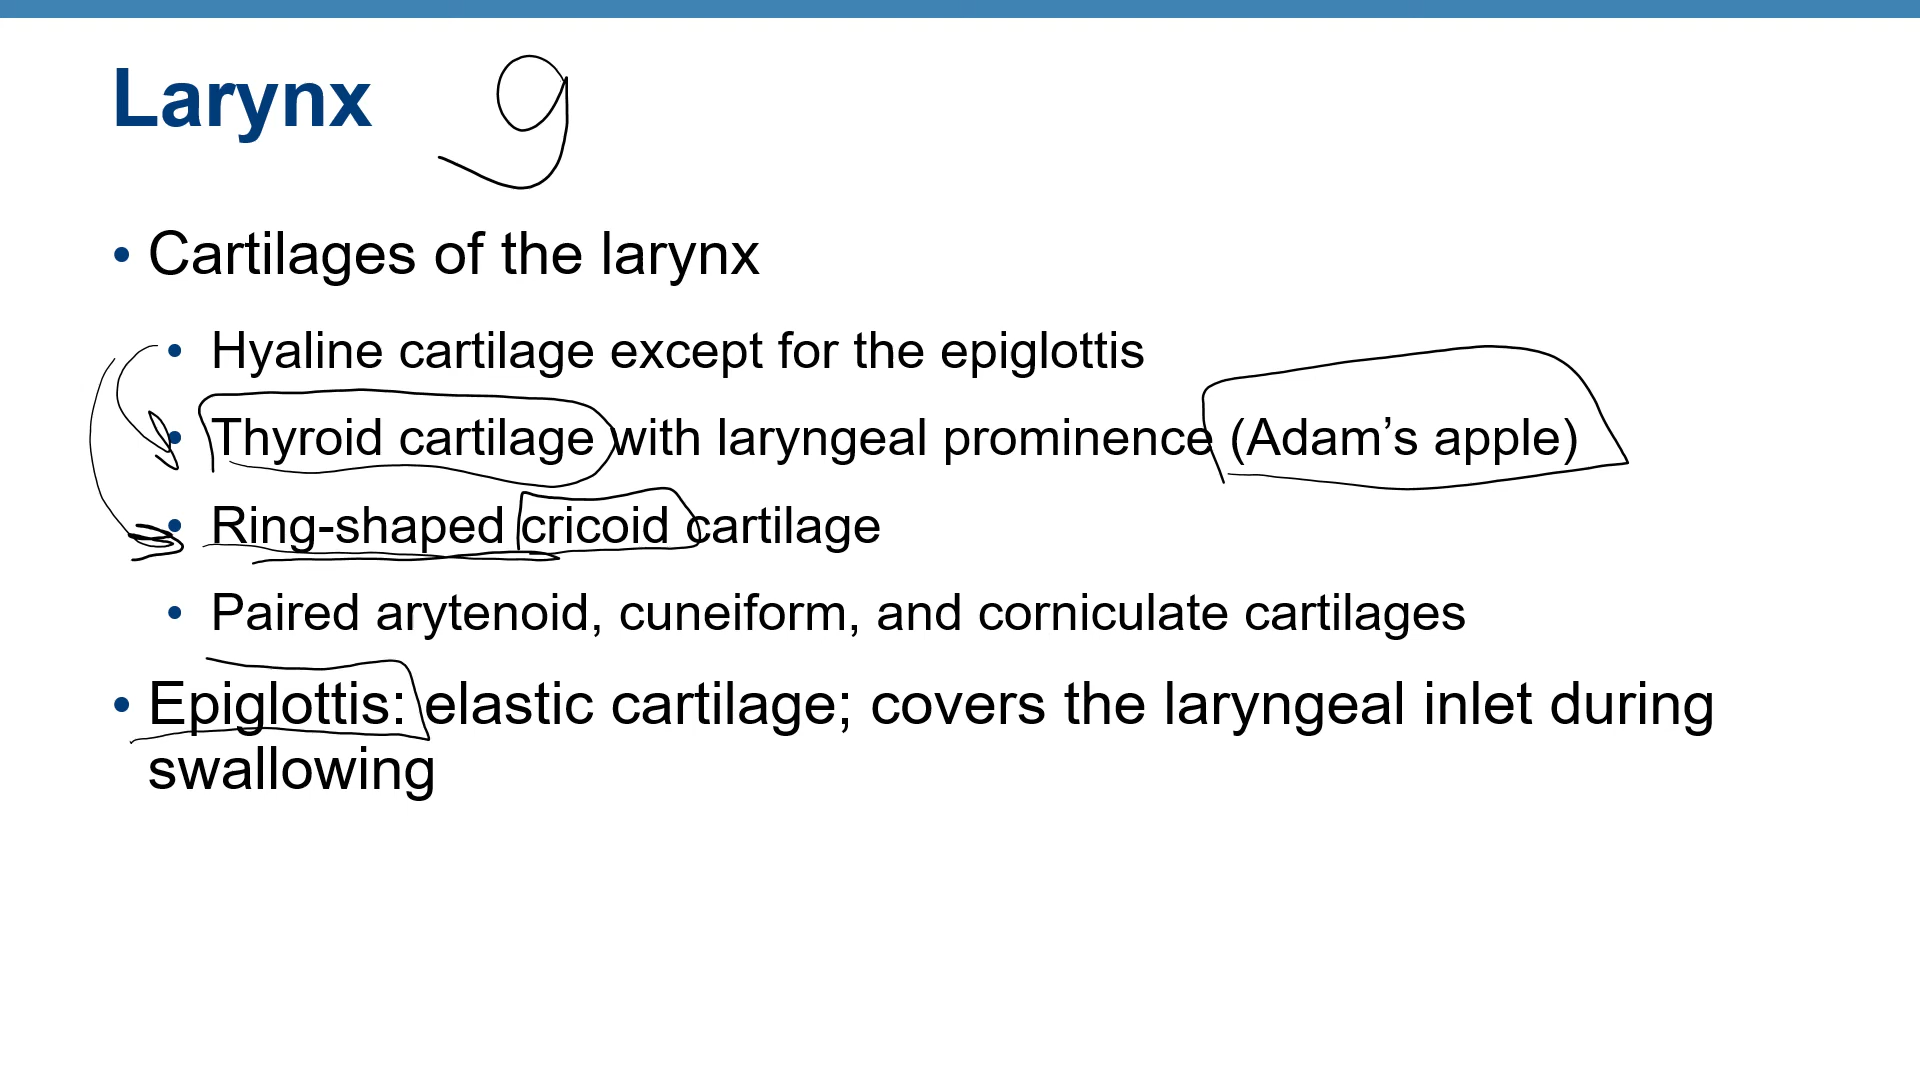 Larynx 9
• Cartilages of the larynx
• Hyaline cartilage except for the epiglottis
• Thyroid cartilage with laryngeal prominence (Adam’s apple)
• Ring-shaped cricoid cartilage
• Paired arytenoid, cuneiform, and corniculate cartilages
• Epiglottis: elastic cartilage; covers the laryngeal inlet during
swallowing